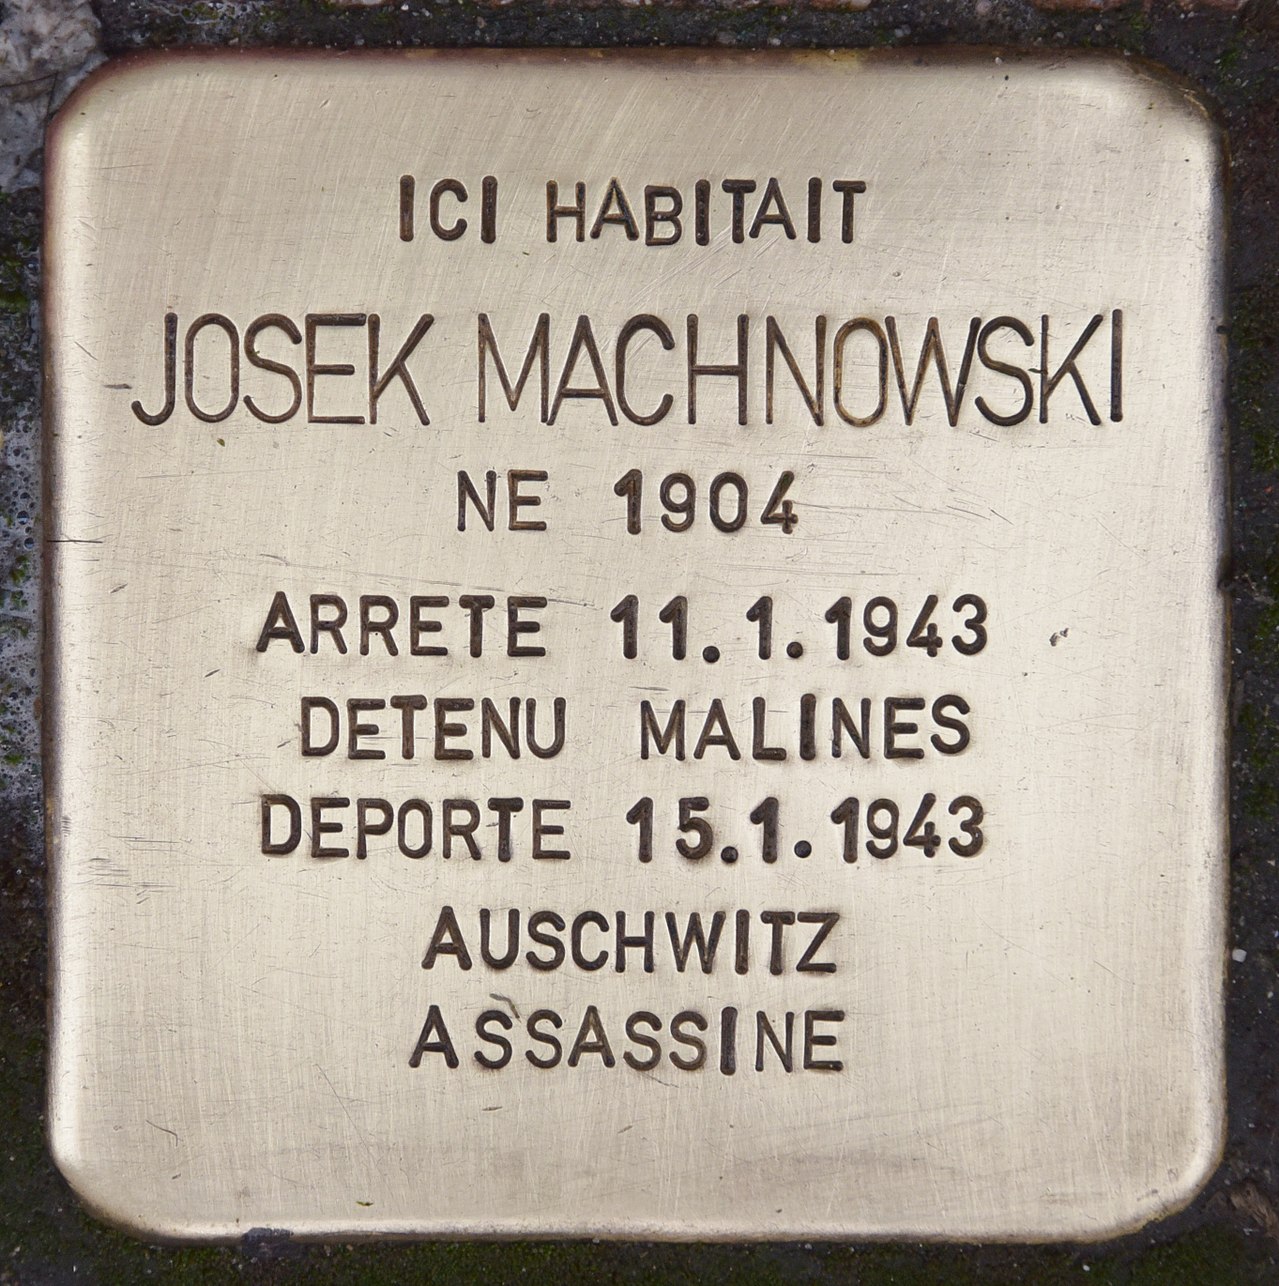 ICI HABITAIT
JOSEK MACHNOWSKI
NE 1904
ARRETE 11.1.1943
DETENU MALINES
DEPORTE 15.1.1943
AUSCHWITZ
ASSASSINE